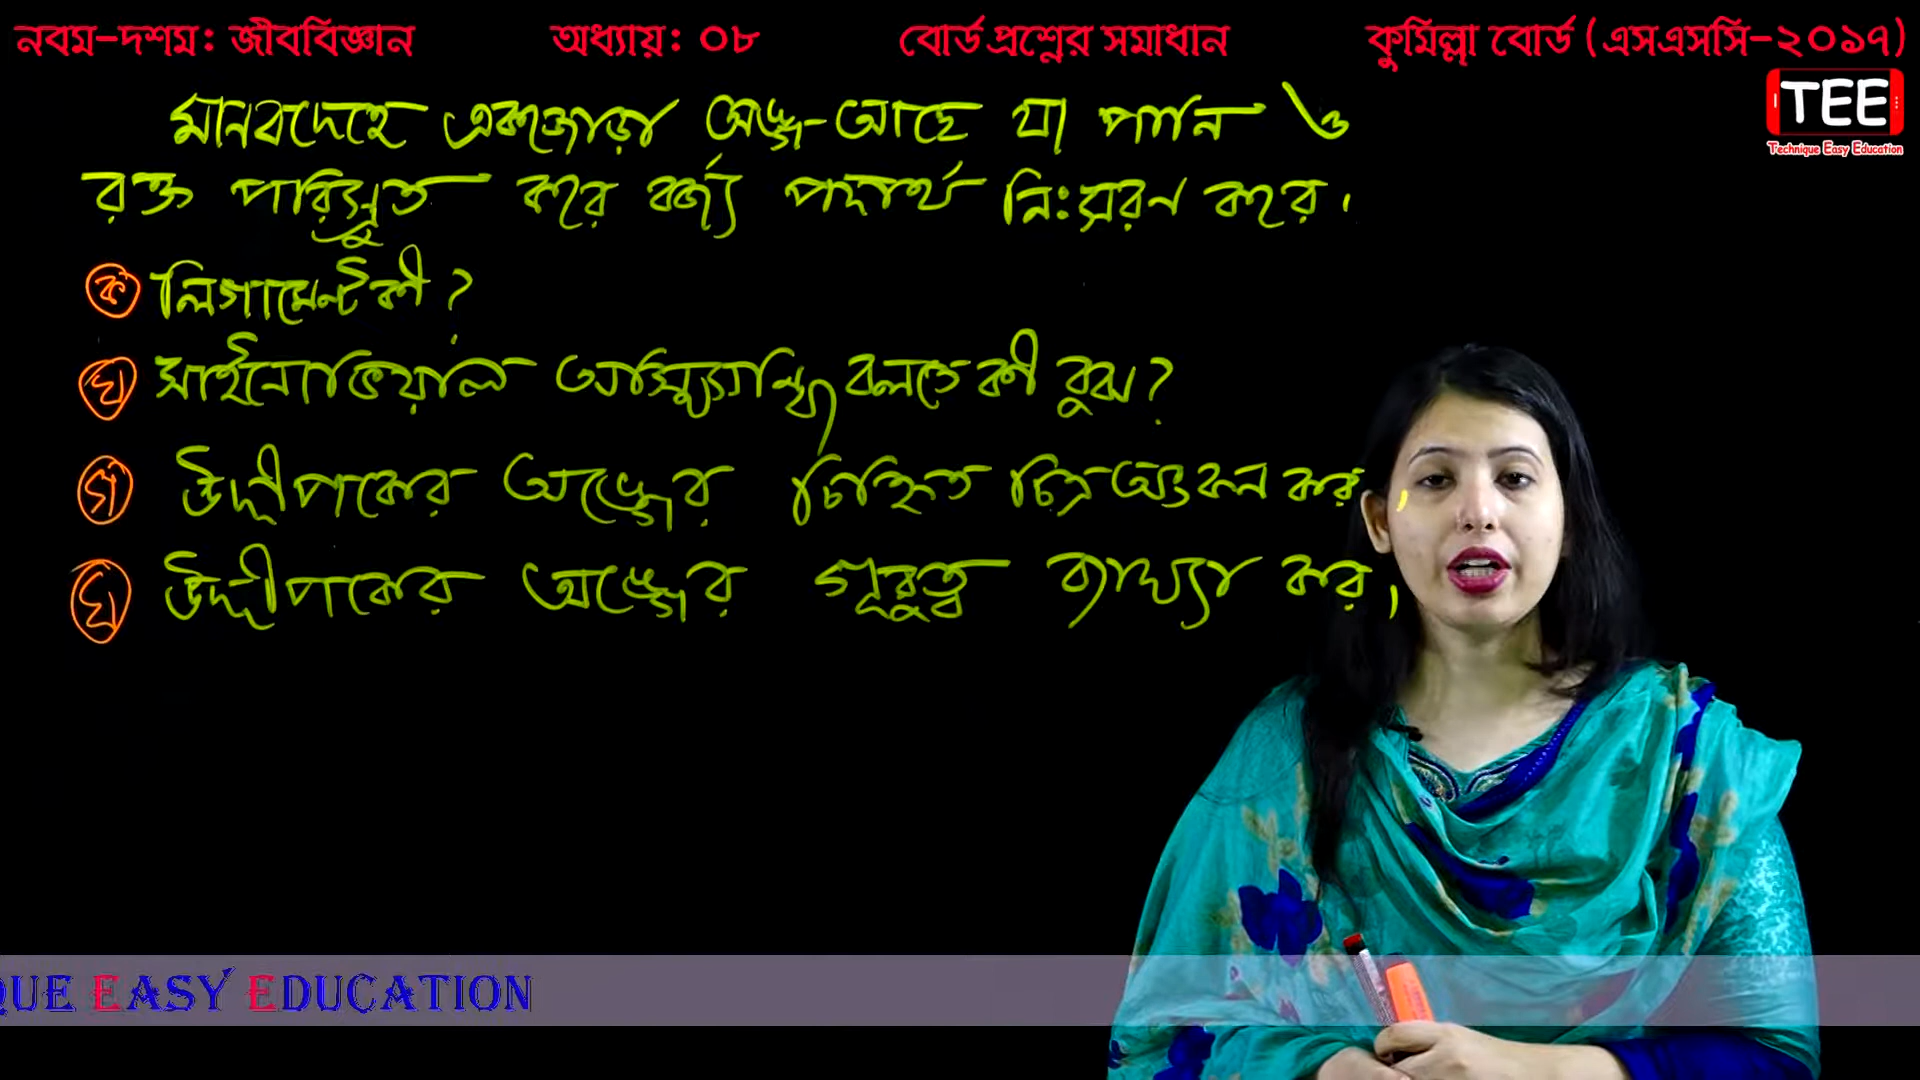 নবম-দশম: জীববিজ্ঞান অধ্যায়: ০৮ বোর্ড প্রশ্নের সমাধান কুমিল্লা বোর্ড (এসএসসি-২০১৭)
TEE
Technique Easy Education
মানবদেহে একজোড়া অঙ্গ আছে যা পানি ও
রক্ত পরিস্রুত করে বর্জ্য পদার্থ নিঃসরণ করে।
ক লিগামেন্ট কী?
খ সাইনোভিয়াল অস্থিসন্ধি বলতে কী বুঝ?
গ উদ্দীপকের অঙ্গের চিহ্নিত চিত্র অংকন কর।
ঘ উদ্দীপকের অঙ্গের গুরুত্ব ব্যাখ্যা কর।
QUE EASY EDUCATION